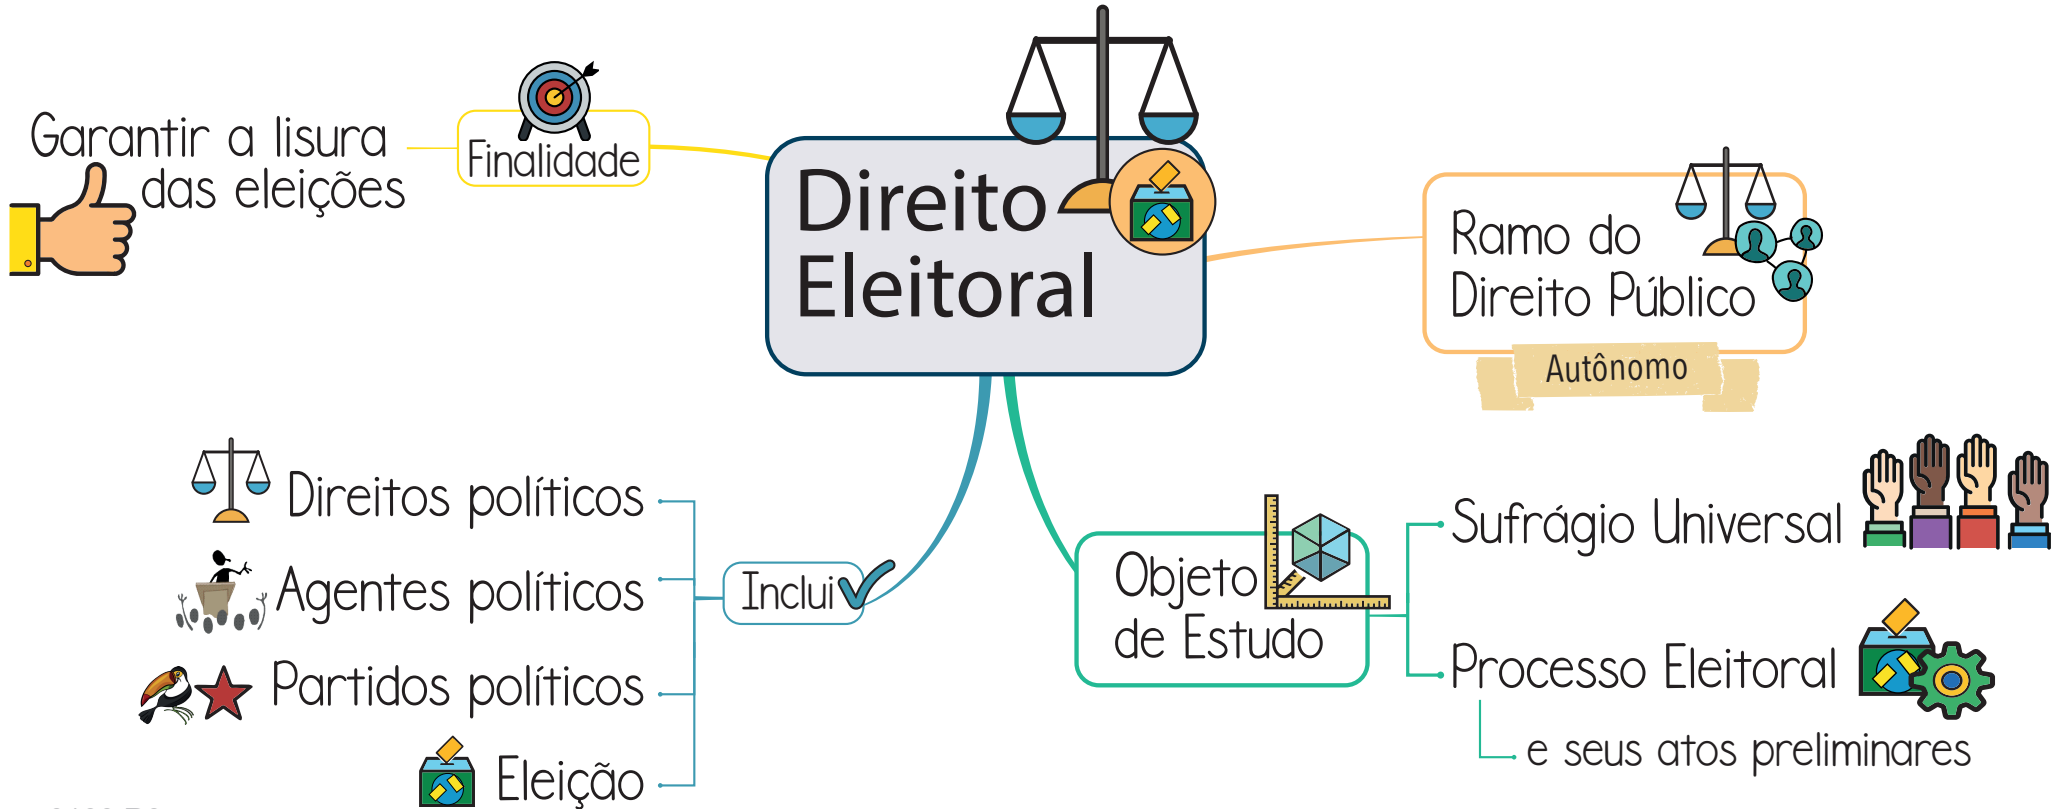 Direito
Eleitoral
Finalidade
Garantir a lisura
das eleições
Ramo do
Direito Público
Autônomo
Objeto
de Estudo
Sufrágio Universal
Processo Eleitoral
e seus atos preliminares
Inclui
Direitos políticos
Agentes políticos
Partidos políticos
Eleição